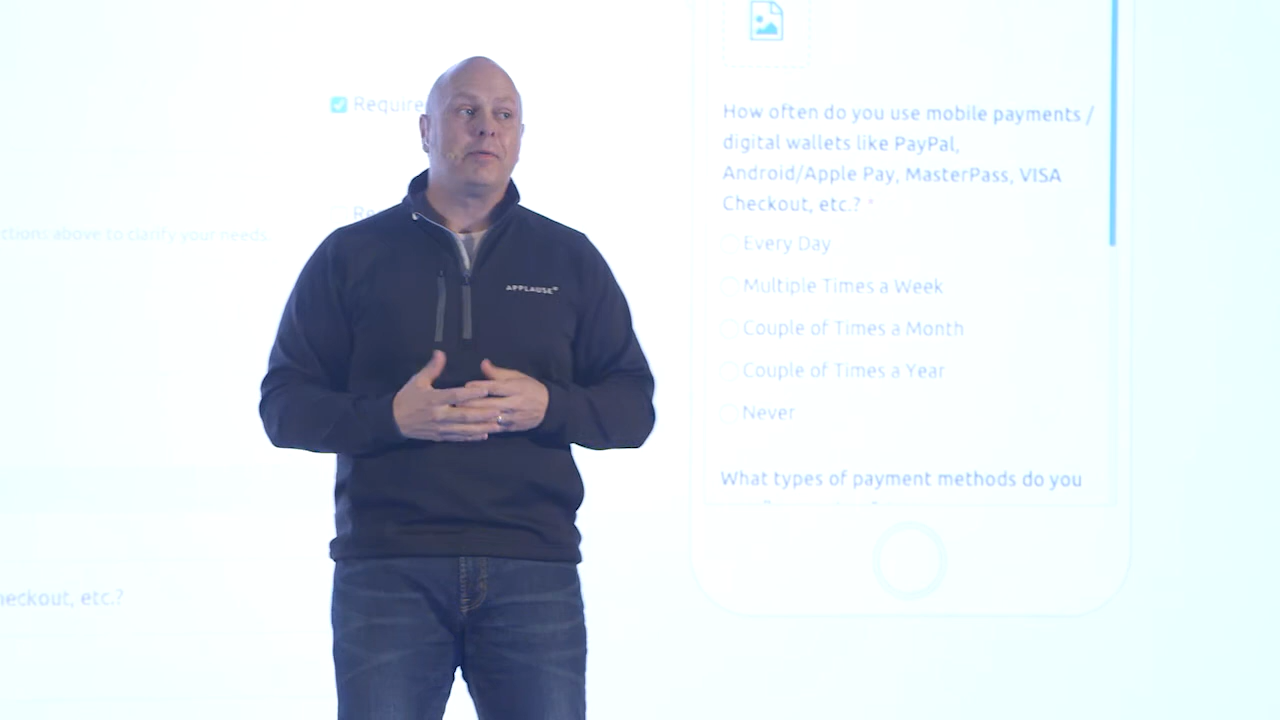 Require
Re
ctions above to clarify your needs.
heckout, etc.?
APPLAUSE
How often do you use mobile payments /
digital wallets like PayPal,
Android/Apple Pay, MasterPass, VISA
Checkout, etc.? *
Every Day
Multiple Times a Week
Couple of Times a Month
Couple of Times a Year
Never
What types of payment methods do you